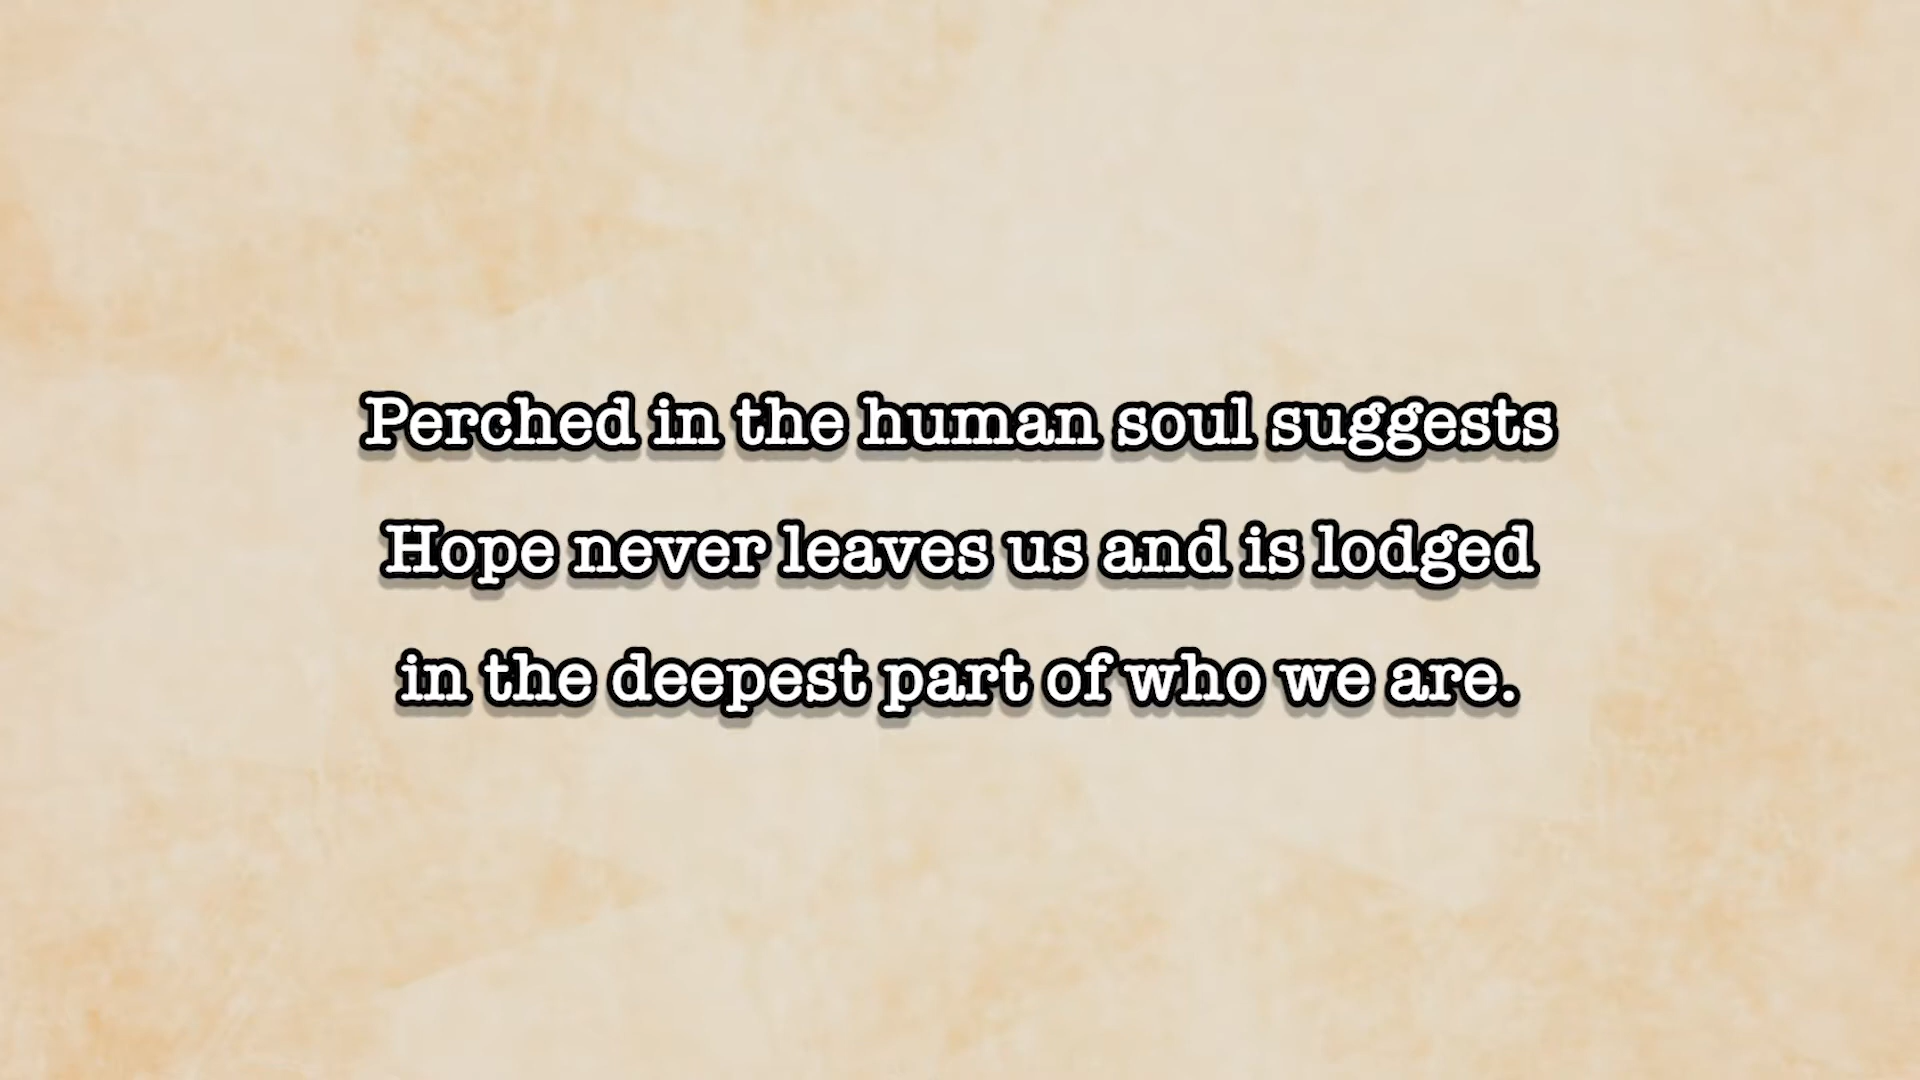 Perched in the human soul suggests
Hope never leaves us and is lodged
in the deepest part of who we are.